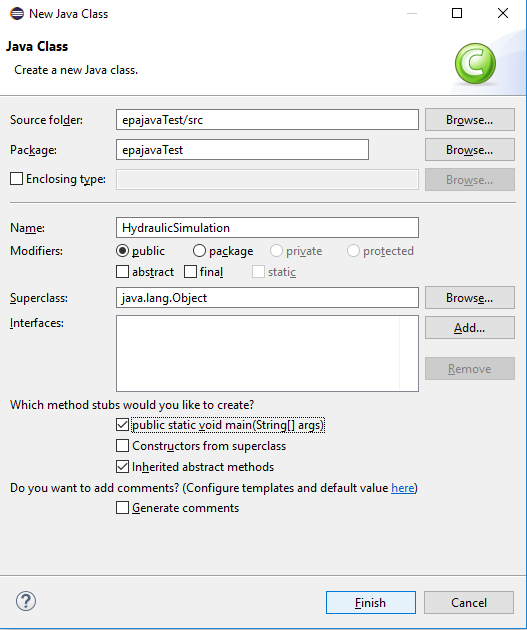 New Java Class
Java Class
Create a new Java class.
C
Source folder: epajavaTest/src Browse...
Package: epajavaTest Browse...
Enclosing type: Browse...
Name: HydraulicSimulation
Modifiers: public package private protected
abstract final static
Superclass: java.lang.Object Browse...
Interfaces: Add...
Remove
Which method stubs would you like to create?
public static void main(String[] args)
Constructors from superclass
Inherited abstract methods
Do you want to add comments? (Configure templates and default value here)
Generate comments
? Finish Cancel